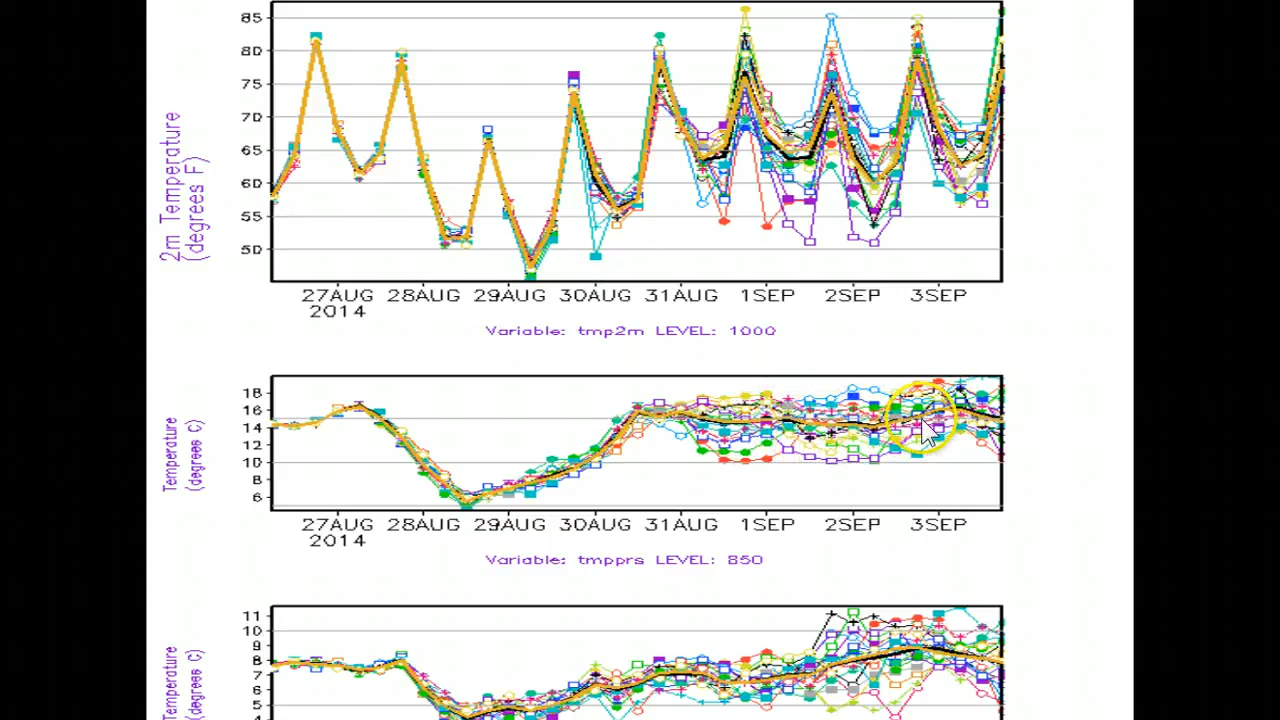 2m Temperature
(degrees F)
85
80
75
70
65
60
55
50
27AUG 28AUG 29AUG 30AUG 31AUG 1SEP 2SEP 3SEP
2014
Variable: tmp2m LEVEL: 1000
Temperature
(degrees C)
18
16
14
12
10
8
6
27AUG 28AUG 29AUG 30AUG 31AUG 1SEP 2SEP 3SEP
2014
Variable: tmpprs LEVEL: 850
Temperature
(degrees C)
11
10
9
8
7
6
5
4